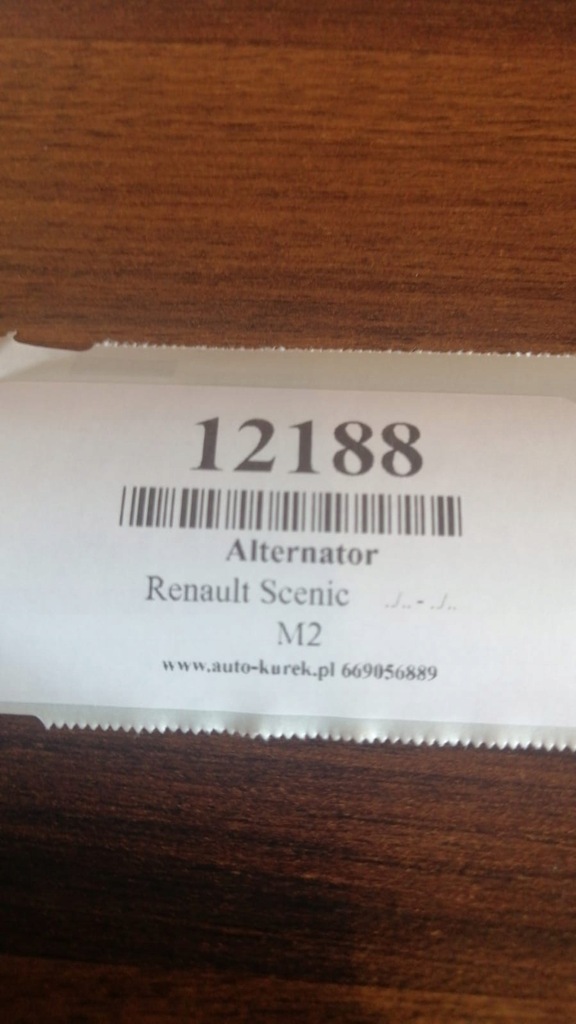 12188
Alternator
Renault Scenic ../.. - ../..
M2
www.auto-kurek.pl 669056889